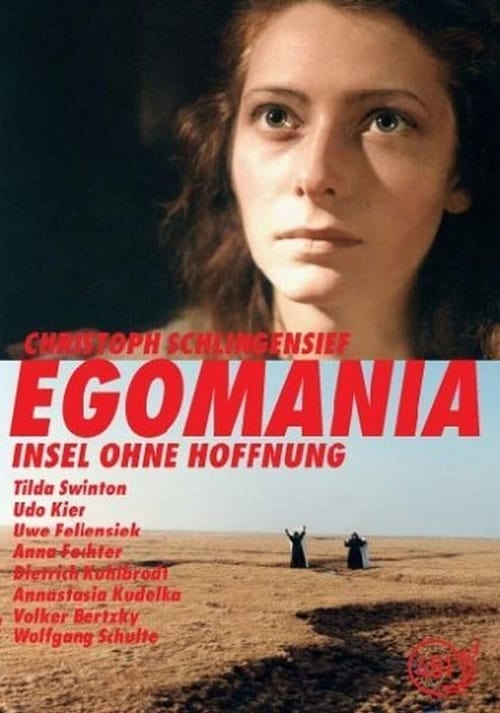 CHRISTOPH SCHLINGENSIEF
EGOMANIA
INSEL OHNE HOFFNUNG
Tilda Swinton
Udo Kier
Uwe Fellensiek
Anna Fechter
Dietrich Kuhlbrodt
Annastasia Kudelka
Volker Bertzky
Wolfgang Schulte